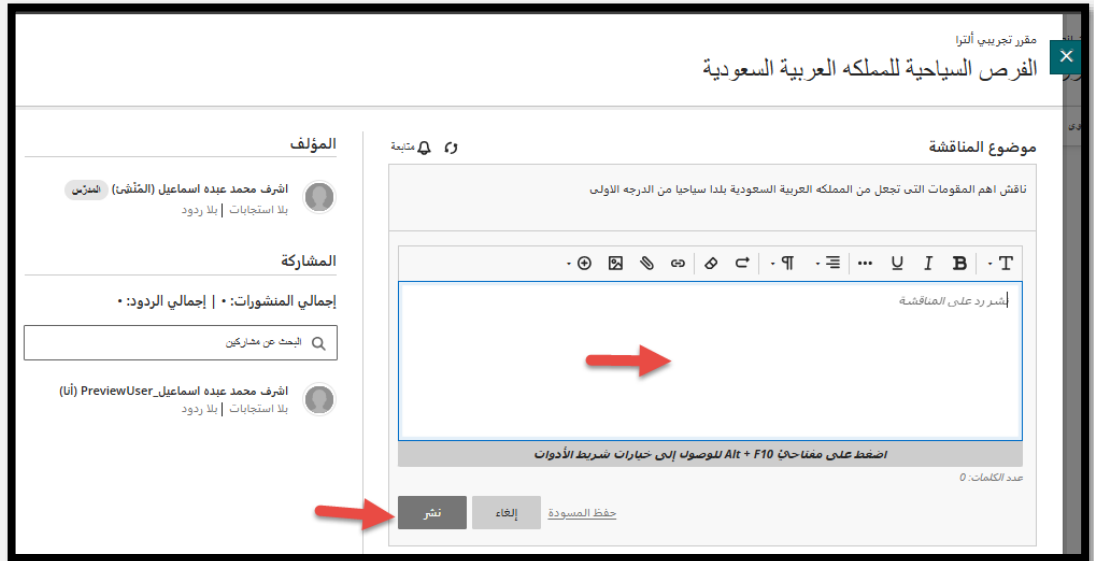 مقرر تجريبي ألترا
الفرص السياحية للمملكه العربية السعودية
موضوع المناقشة
متابعة
ناقش اهم المقومات التى تجعل من المملكه العربية السعودية بلدا سياحيا من الدرجه الاولى
نشر رد على المناقشة
اضغط على مفتاحيْ Alt + F10 للوصول إلى خيارات شريط الأدوات
عدد الكلمات: 0
حفظ المسودة
إلغاء
نشر
المؤلف
اشرف محمد عبده اسماعيل (المُنْشِئ) المدرّس
بلا استجابات | بلا ردود
المشاركة
إجمالي المنشورات: ٠ | إجمالي الردود: ٠
البحث عن مشاركين
اشرف محمد عبده اسماعيل_PreviewUser (أنا)
بلا استجابات | بلا ردود